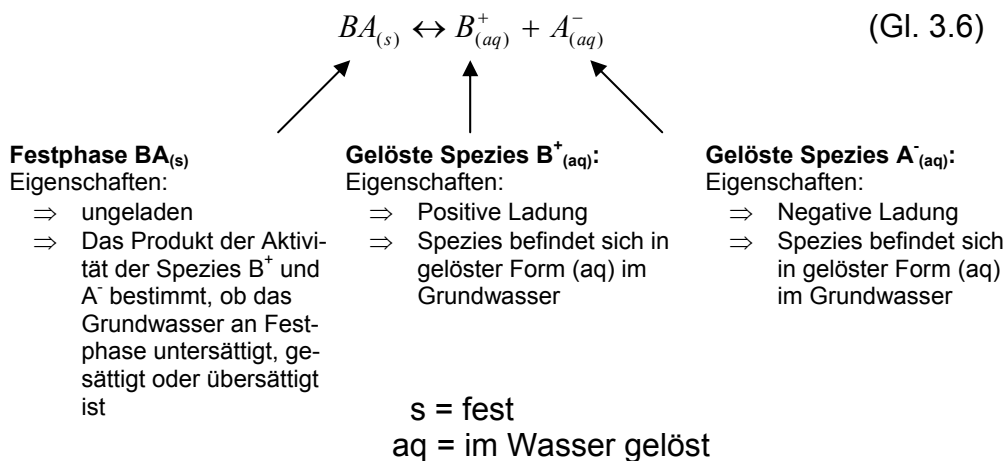 BA(s) ↔ B+(aq) + A−(aq) (Gl. 3.6)
Festphase BA(s)
Eigenschaften:
⇒ ungeladen
⇒ Das Produkt der Aktivi-
tät der Spezies B+ und
A- bestimmt, ob das
Grundwasser an Fest-
phase untersättigt, ge-
sättigt oder übersättigt
ist
Gelöste Spezies B+(aq):
Eigenschaften:
⇒ Positive Ladung
⇒ Spezies befindet sich in
gelöster Form (aq) im
Grundwasser
Gelöste Spezies A-(aq):
Eigenschaften:
⇒ Negative Ladung
⇒ Spezies befindet sich
in gelöster Form (aq)
im Grundwasser
s = fest
aq = im Wasser gelöst